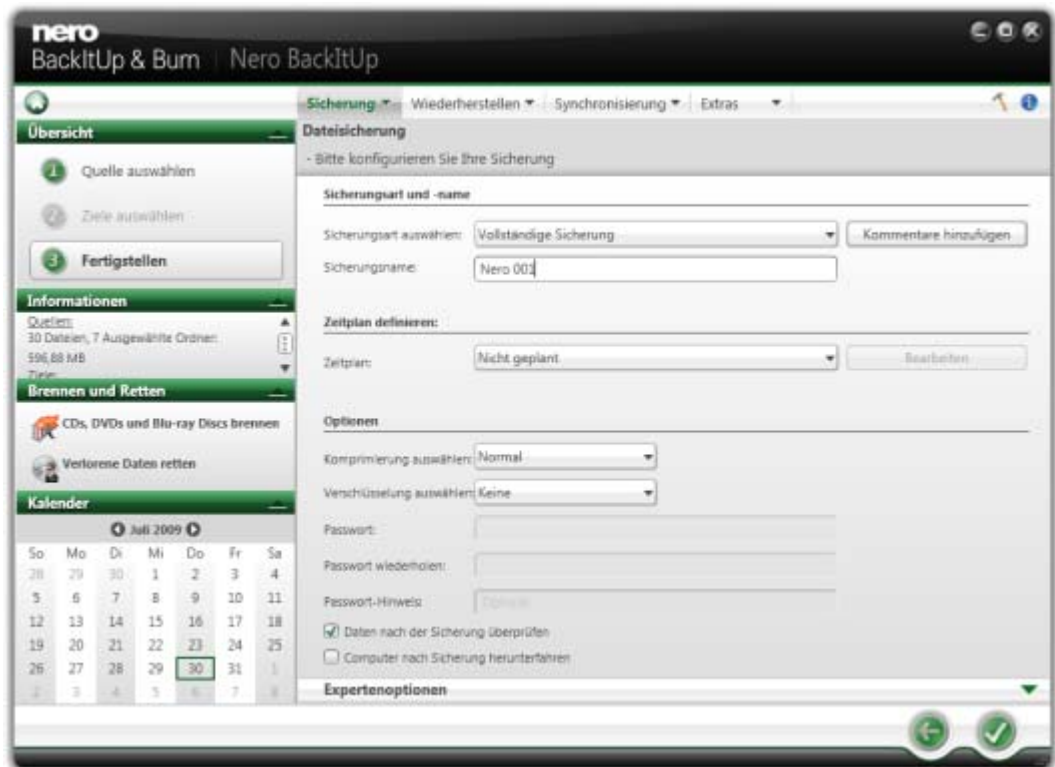 nero
BackItUp & Burn | Nero BackItUp
Sicherung Wiederherstellen Synchronisierung Extras
Übersicht
1 Quelle auswählen
2 Ziele auswählen
3 Fertigstellen
Informationen
Quellen:
30 Dateien, 7 Ausgewählte Ordner:
596,88 MB
Ziele:
Brennen und Retten
CDs, DVDs und Blu-ray Discs brennen
Verlorene Daten retten
Kalender
Juli 2009
So Mo Di Mi Do Fr Sa
28 29 30 1 2 3 4
5 6 7 8 9 10 11
12 13 14 15 16 17 18
19 20 21 22 23 24 25
26 27 28 29 30 31 1
2 3 4 5 6 7 8
Dateisicherung
- Bitte konfigurieren Sie Ihre Sicherung
Sicherungsart und -name
Sicherungsart auswählen: Vollständige Sicherung Kommentare hinzufügen
Sicherungsname: Nero 001
Zeitplan definieren:
Zeitplan: Nicht geplant Bearbeiten
Optionen
Komprimierung auswählen: Normal
Verschlüsselung auswählen: Keine
Passwort:
Passwort wiederholen:
Passwort-Hinweis: Optional
Daten nach der Sicherung überprüfen
Computer nach Sicherung herunterfahren
Expertenoptionen